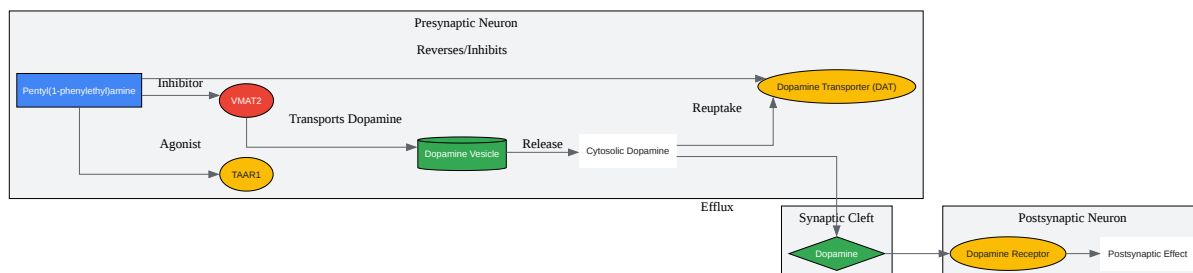 Presynaptic Neuron
Reverses/Inhibits
Pentyl(1-phenylethyl)amine
Inhibitor
VMAT2
Dopamine Transporter (DAT)
Transports Dopamine
Reuptake
Agonist
Dopamine Vesicle
Release
Cytosolic Dopamine
TAAR1
Efflux
Synaptic Cleft
Postsynaptic Neuron
Dopamine
Dopamine Receptor
Postsynaptic Effect